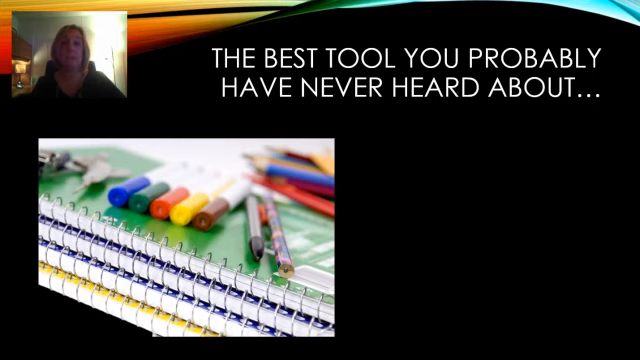 THE BEST TOOL YOU PROBABLY
HAVE NEVER HEARD ABOUT...